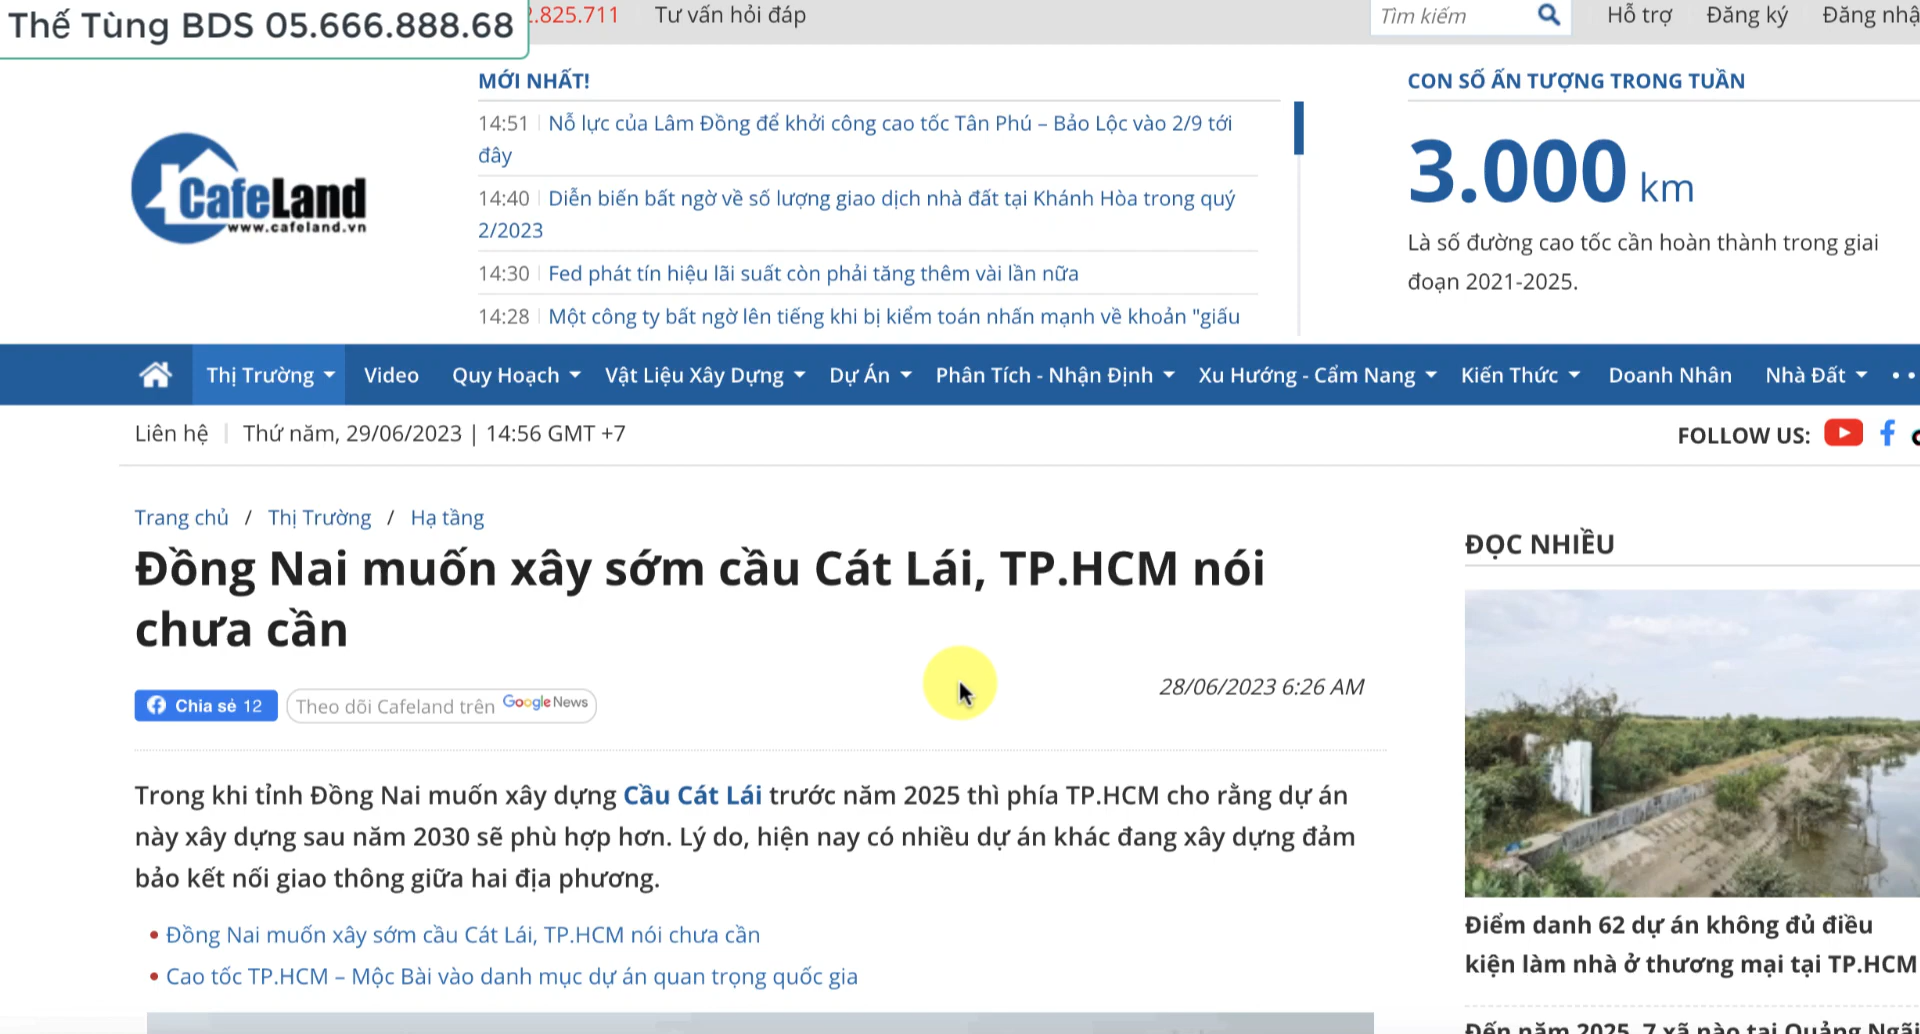 Thế Tùng BDS 05.666.888.68
.825.711
Tư vấn hỏi đáp
Tìm kiếm
Hỗ trợ
Đăng ký
Đăng nhậ
MỚI NHẤT!
14:51 Nỗ lực của Lâm Đồng để khởi công cao tốc Tân Phú – Bảo Lộc vào 2/9 tới
đây
14:40 Diễn biến bất ngờ về số lượng giao dịch nhà đất tại Khánh Hòa trong quý
2/2023
14:30 Fed phát tín hiệu lãi suất còn phải tăng thêm vài lần nữa
14:28 Một công ty bất ngờ lên tiếng khi bị kiểm toán nhấn mạnh về khoản "giấu
CON SỐ ẤN TƯỢNG TRONG TUẦN
3.000 km
Là số đường cao tốc cần hoàn thành trong giai
đoạn 2021-2025.
CafeLand
www.cafeland.vn
Thị Trường Video Quy Hoạch Vật Liệu Xây Dựng Dự Án Phân Tích - Nhận Định Xu Hướng - Cẩm Nang Kiến Thức Doanh Nhân Nhà Đất
Liên hệ Thứ năm, 29/06/2023 | 14:56 GMT +7
FOLLOW US:
Trang chủ / Thị Trường / Hạ tầng
Đồng Nai muốn xây sớm cầu Cát Lái, TP.HCM nói
chưa cần
28/06/2023 6:26 AM
Chia sẻ 12
Theo dõi Cafeland trên Google News
Trong khi tỉnh Đồng Nai muốn xây dựng Cầu Cát Lái trước năm 2025 thì phía TP.HCM cho rằng dự án
này xây dựng sau năm 2030 sẽ phù hợp hơn. Lý do, hiện nay có nhiều dự án khác đang xây dựng đảm
bảo kết nối giao thông giữa hai địa phương.
Đồng Nai muốn xây sớm cầu Cát Lái, TP.HCM nói chưa cần
Cao tốc TP.HCM – Mộc Bài vào danh mục dự án quan trọng quốc gia
ĐỌC NHIỀU
Điểm danh 62 dự án không đủ điều
kiện làm nhà ở thương mại tại TP.HCM
Đến năm 2025, 7 xã nào tại Quảng Ngãi